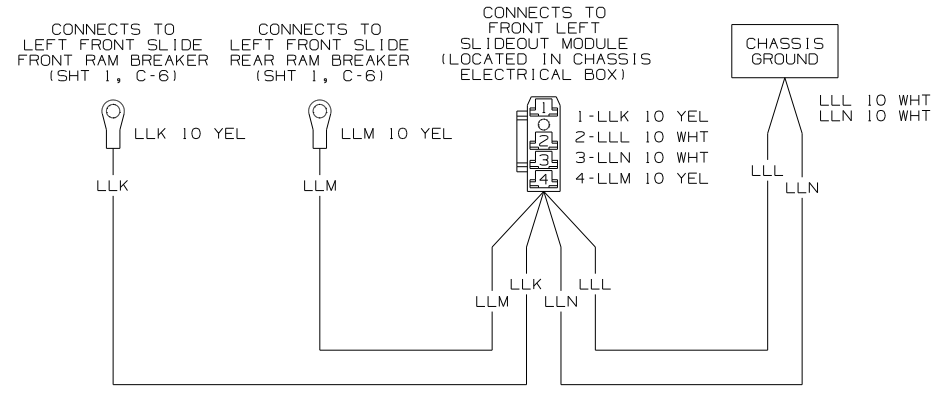 CONNECTS TO
LEFT FRONT SLIDE
FRONT RAM BREAKER
(SHT 1, C-6)
CONNECTS TO
LEFT FRONT SLIDE
REAR RAM BREAKER
(SHT 1, C-6)
CONNECTS TO
FRONT LEFT
SLIDEOUT MODULE
(LOCATED IN CHASSIS
ELECTRICAL BOX)
CHASSIS
GROUND
LLL 10 WHT
LLN 10 WHT
LLK 10 YEL
LLM 10 YEL
1
2
3
4
1-LLK 10 YEL
2-LLL 10 WHT
3-LLN 10 WHT
4-LLM 10 YEL
LLK
LLM
LLL
LLN
LLM
LLK
LLN
LLL